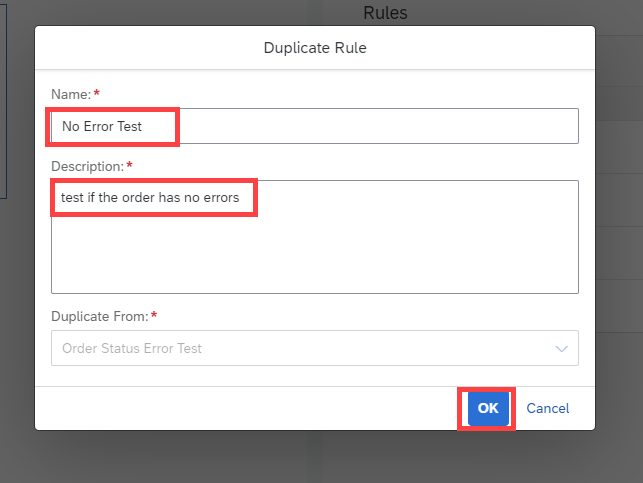 Rules
Duplicate Rule
Name:*
No Error Test
Description:*
test if the order has no errors
Duplicate From:*
Order Status Error Test
OK Cancel